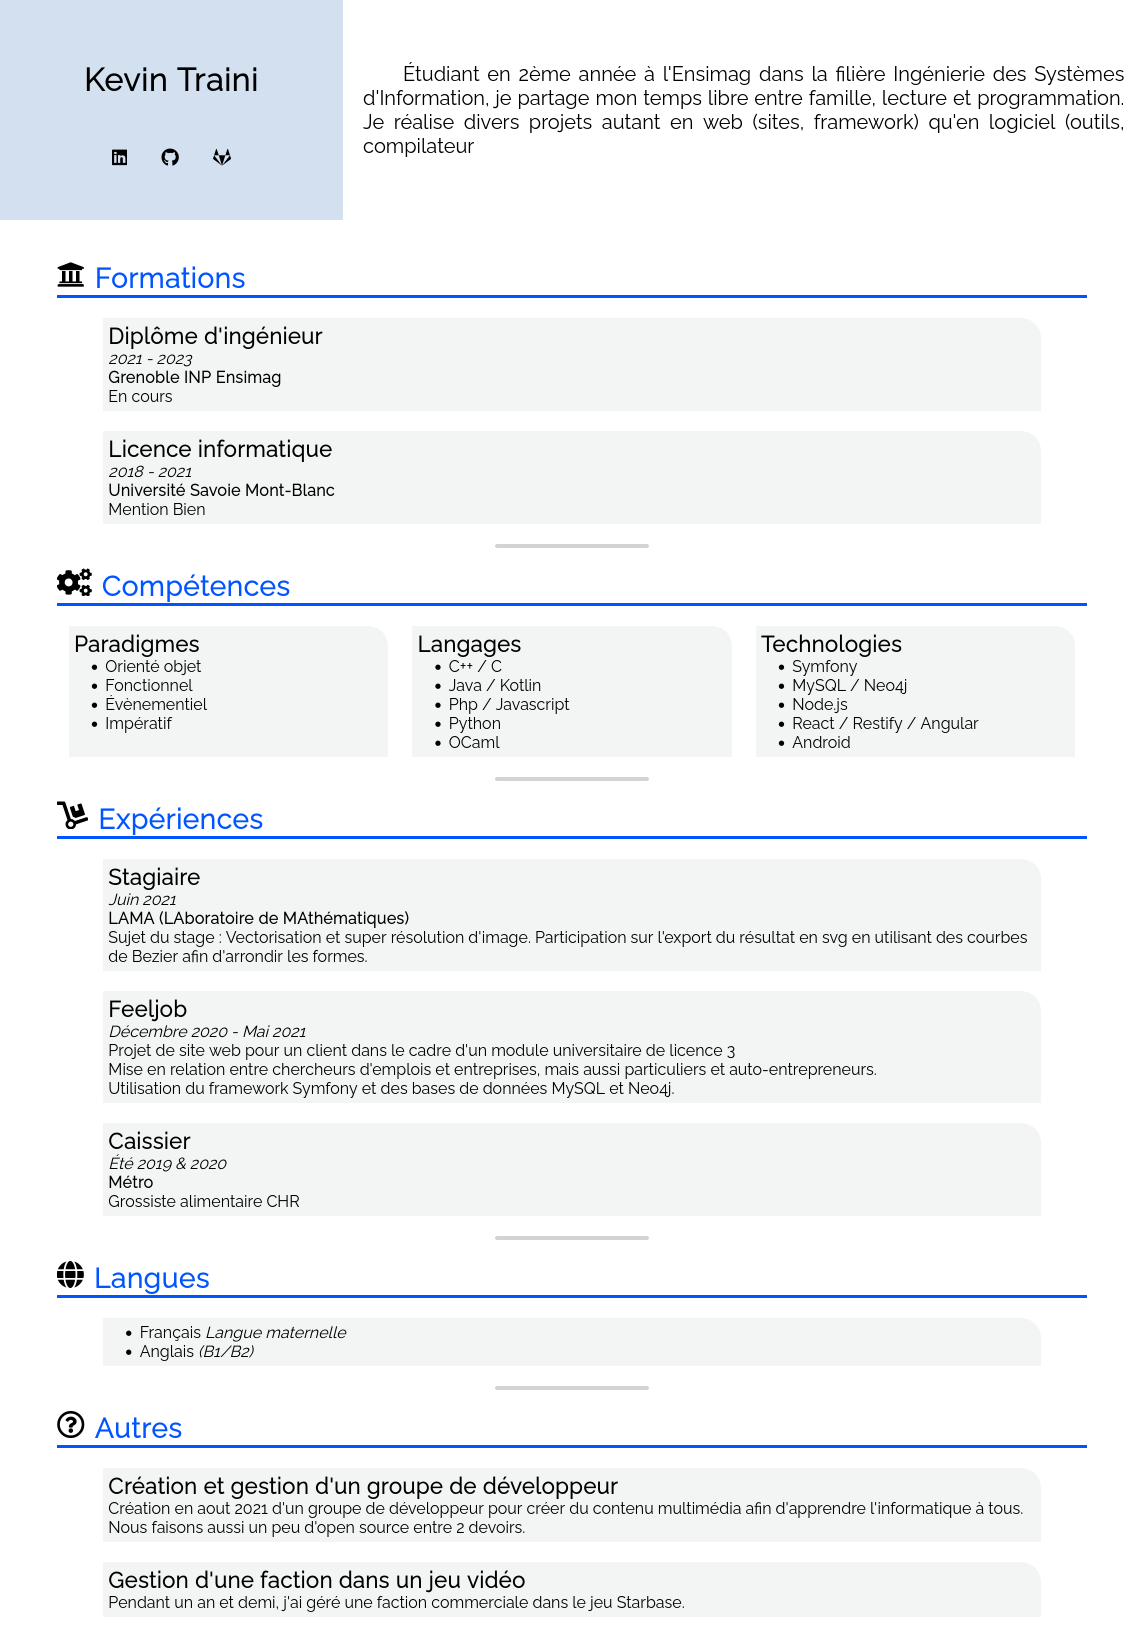 Kevin Traini
Étudiant en 2ème année à l'Ensimag dans la filière Ingénierie des Systèmes
d'Information, je partage mon temps libre entre famille, lecture et programmation.
Je réalise divers projets autant en web (sites, framework) qu'en logiciel (outils,
compilateur
Formations
Diplôme d'ingénieur
2021 - 2023
Grenoble INP Ensimag
En cours
Licence informatique
2018 - 2021
Université Savoie Mont-Blanc
Mention Bien
Compétences
Paradigmes
• Orienté objet
• Fonctionnel
• Évènementiel
• Impératif
Langages
• C++ / C
• Java / Kotlin
• Php / Javascript
• Python
• OCaml
Technologies
• Symfony
• MySQL / Neo4j
• Node.js
• React / Restify / Angular
• Android
Expériences
Stagiaire
Juin 2021
LAMA (LAboratoire de MAthématiques)
Sujet du stage : Vectorisation et super résolution d'image. Participation sur l'export du résultat en svg en utilisant des courbes
de Bezier afin d'arrondir les formes.
Feeljob
Décembre 2020 - Mai 2021
Projet de site web pour un client dans le cadre d'un module universitaire de licence 3
Mise en relation entre chercheurs d'emplois et entreprises, mais aussi particuliers et auto-entrepreneurs.
Utilisation du framework Symfony et des bases de données MySQL et Neo4j.
Caissier
Été 2019 & 2020
Métro
Grossiste alimentaire CHR
Langues
• Français Langue maternelle
• Anglais (B1/B2)
Autres
Création et gestion d'un groupe de développeur
Création en aout 2021 d'un groupe de développeur pour créer du contenu multimédia afin d'apprendre l'informatique à tous.
Nous faisons aussi un peu d'open source entre 2 devoirs.
Gestion d'une faction dans un jeu vidéo
Pendant un an et demi, j'ai géré une faction commerciale dans le jeu Starbase.